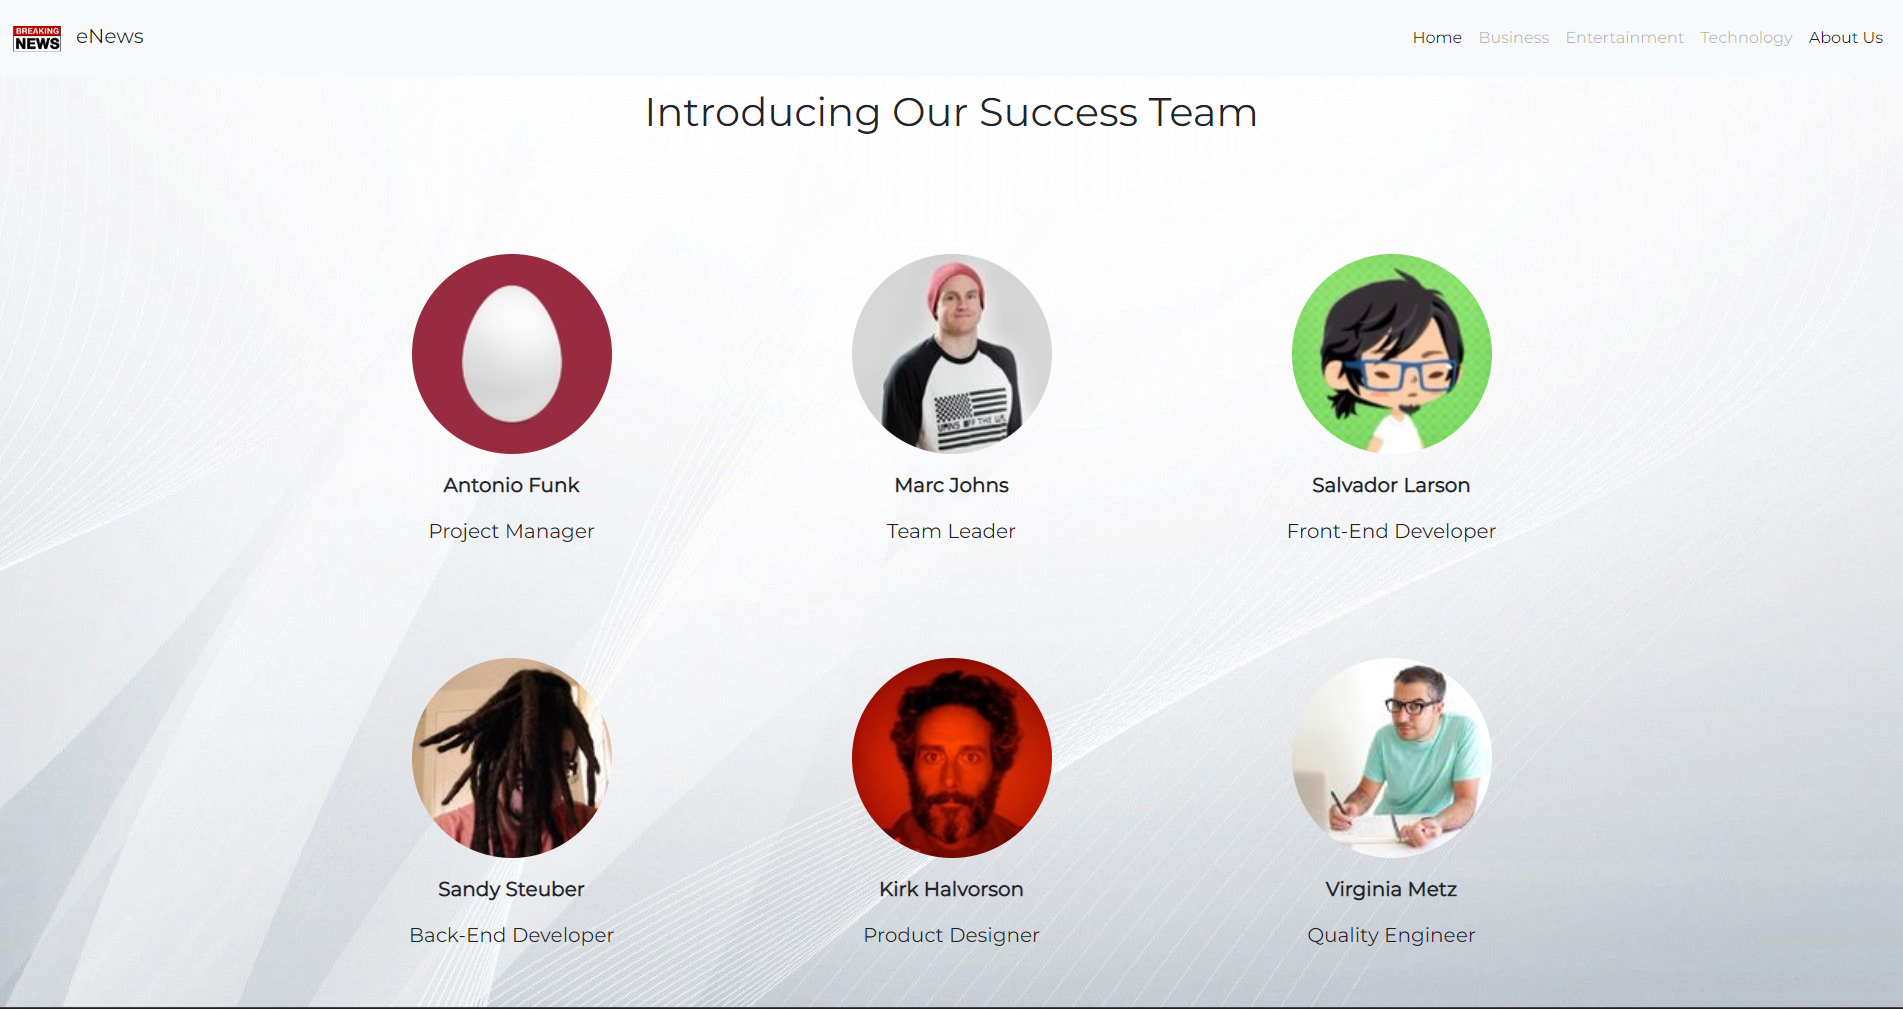 BREAKING
NEWS
eNews
Home Business Entertainment Technology About Us
Introducing Our Success Team
Antonio Funk Marc Johns Salvador Larson
Project Manager Team Leader Front-End Developer
Sandy Steuber Kirk Halvorson Virginia Metz
Back-End Developer Product Designer Quality Engineer